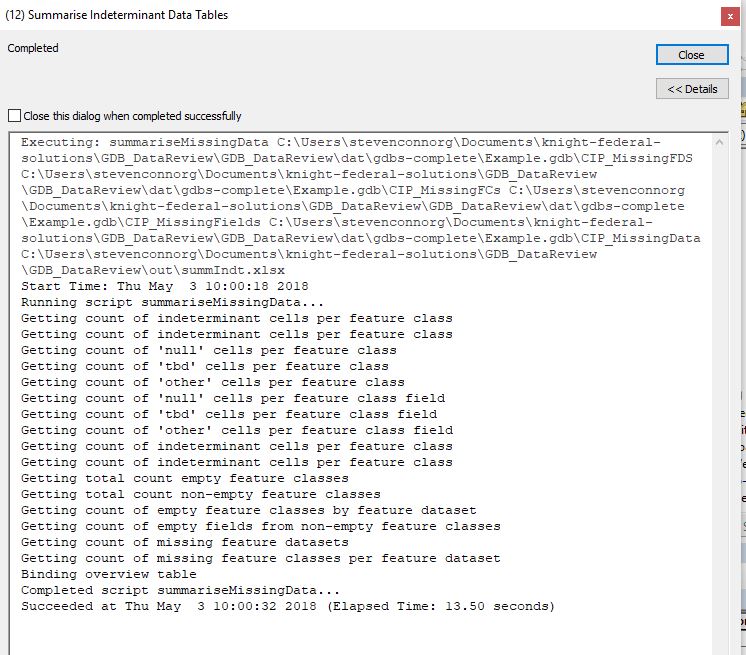 (12) Summarise Indeterminant Data Tables
x
Completed
Close
<< Details
Close this dialog when completed successfully
Executing: summariseMissingData C:\Users\stevenconnorg\Documents\knight-federal-
solutions\GDB_DataReview\GDB_DataReview\dat\gdbs-complete\Example.gdb\CIP_MissingFDS
C:\Users\stevenconnorg\Documents\knight-federal-solutions\GDB_DataReview
\GDB_DataReview\dat\gdbs-complete\Example.gdb\CIP_MissingFCs C:\Users\stevenconnorg
\Documents\knight-federal-solutions\GDB_DataReview\GDB_DataReview\dat\gdbs-complete
\Example.gdb\CIP_MissingFields C:\Users\stevenconnorg\Documents\knight-federal-
solutions\GDB_DataReview\GDB_DataReview\dat\gdbs-complete\Example.gdb\CIP_MissingData
C:\Users\stevenconnorg\Documents\knight-federal-solutions\GDB_DataReview
\GDB_DataReview\out\summIndt.xlsx
Start Time: Thu May  3 10:00:18 2018
Running script summariseMissingData...
Getting count of indeterminant cells per feature class
Getting count of indeterminant cells per feature class
Getting count of 'null' cells per feature class
Getting count of 'tbd' cells per feature class
Getting count of 'other' cells per feature class
Getting count of 'null' cells per feature class field
Getting count of 'tbd' cells per feature class field
Getting count of 'other' cells per feature class field
Getting count of indeterminant cells per feature class
Getting count of indeterminant cells per feature class
Getting total count empty feature classes
Getting total count non-empty feature classes
Getting count of empty feature classes by feature dataset
Getting count of empty fields from non-empty feature classes
Getting count of missing feature datasets
Getting count of missing feature classes per feature dataset
Binding overview table
Completed script summariseMissingData...
Succeeded at Thu May  3 10:00:32 2018 (Elapsed Time: 13.50 seconds)